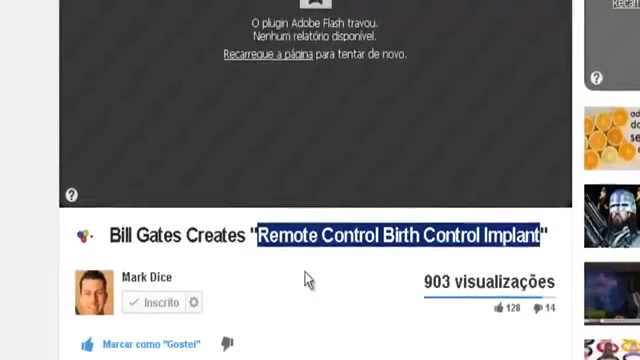 O plugin Adobe Flash travou.
Nenhum relatório disponível.
Recarregue a página para tentar de novo.
?
?
Bill Gates Creates "Remote Control Birth Control Implant"
Mark Dice
Inscrito
903 visualizações
128 14
Marcar como "Gostei"